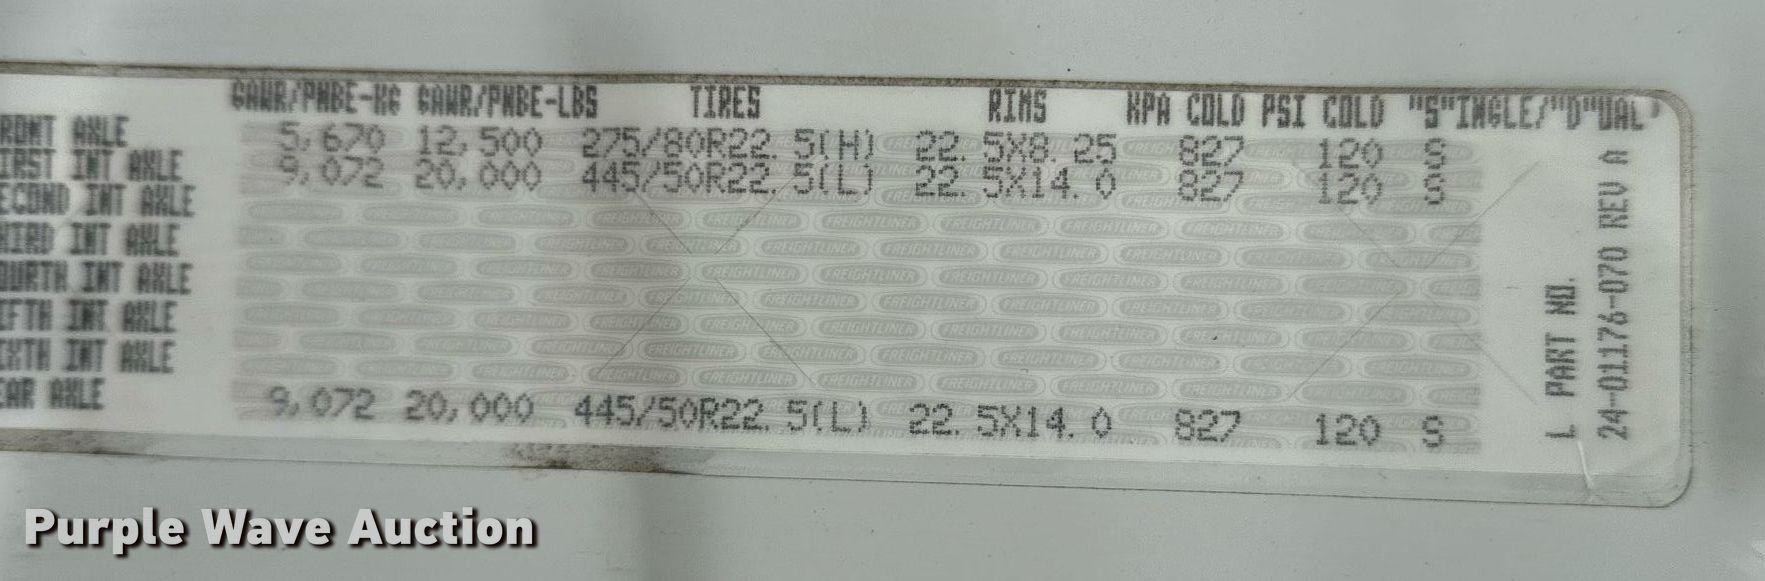 GAWR/PNBE-KG GAWR/PNBE-LBS TIRES RIMS KPA COLD PSI COLD "S"INGLE/"D"UAL"
RONT AXLE 5,670 12,500 275/80R22.5(H) 22.5X8.25 827 120 S
IRST INT AXLE 9,072 20,000 445/50R22.5(L) 22.5X14.0 827 120 S
ECOND INT AXLE
HIRD INT AXLE
OURTH INT AXLE
IFTH INT AXLE
IXTH INT AXLE
EAR AXLE 9,072 20,000 445/50R22.5(L) 22.5X14.0 827 120 S
L PART NO.
24-01176-070 REV A
FREIGHTLINER
Purple Wave Auction